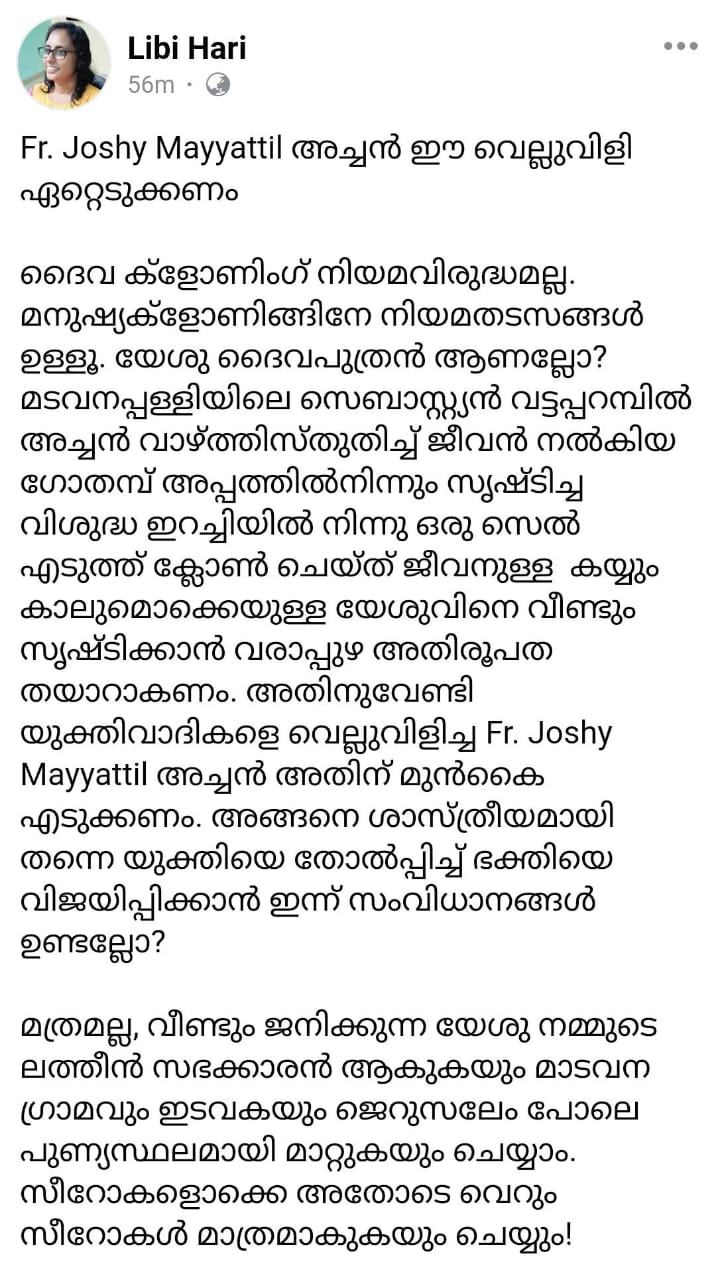 Libi Hari
56m ·
Fr. Joshy Mayyattil അച്ചൻ ഈ വെല്ലുവിളി
ഏറ്റെടുക്കണം
ദൈവ ക്ളോണിംഗ് നിയമവിരുദ്ധമല്ല.
മനുഷ്യക്ളോണിങ്ങിനേ നിയമതടസങ്ങൾ
ഉള്ളൂ. യേശു ദൈവപുത്രൻ ആണല്ലോ?
മടവനപ്പള്ളിയിലെ സെബാസ്റ്റ്യൻ വട്ടപ്പറമ്പിൽ
അച്ചൻ വാഴ്ത്തിസ്തുതിച്ച് ജീവൻ നൽകിയ
ഗോതമ്പ് അപ്പത്തിൽനിന്നും സൃഷ്ടിച്ച
വിശുദ്ധ ഇറച്ചിയിൽ നിന്നു ഒരു സെൽ
എടുത്ത് ക്ലോൺ ചെയ്ത് ജീവനുള്ള  കയ്യും
കാലുമൊക്കെയുള്ള യേശുവിനെ വീണ്ടും
സൃഷ്ടിക്കാൻ വരാപ്പുഴ അതിരൂപത
തയാറാകണം. അതിനുവേണ്ടി
യുക്തിവാദികളെ വെല്ലുവിളിച്ച Fr. Joshy
Mayyattil അച്ചൻ അതിന് മുൻകൈ
എടുക്കണം. അങ്ങനെ ശാസ്ത്രീയമായി
തന്നെ യുക്തിയെ തോൽപ്പിച്ച് ഭക്തിയെ
വിജയിപ്പിക്കാൻ ഇന്ന് സംവിധാനങ്ങൾ
ഉണ്ടല്ലോ?
മത്രമല്ല, വീണ്ടും ജനിക്കുന്ന യേശു നമ്മുടെ
ലത്തീൻ സഭക്കാരൻ ആകുകയും മാടവന
ഗ്രാമവും ഇടവകയും ജെറുസലേം പോലെ
പുണ്യസ്ഥലമായി മാറ്റുകയും ചെയ്യാം.
സീറോകളൊക്കെ അതോടെ വെറും
സീറോകൾ മാത്രമാകുകയും ചെയ്യും!